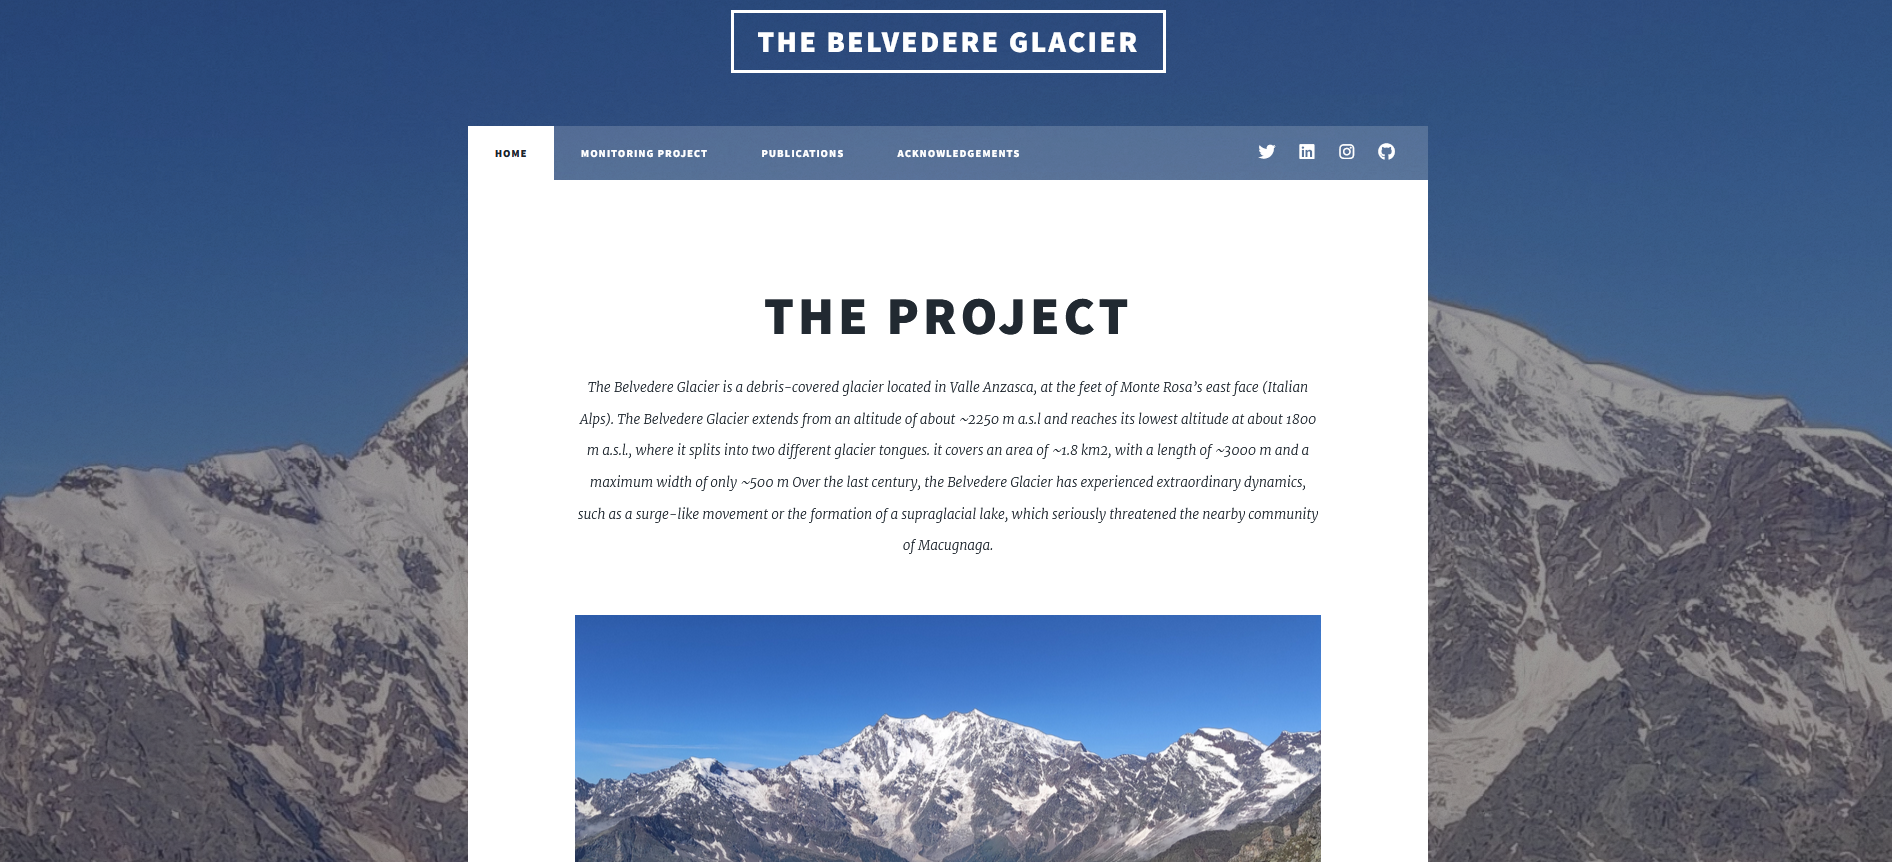 THE BELVEDERE GLACIER
HOME MONITORING PROJECT PUBLICATIONS ACKNOWLEDGEMENTS
THE PROJECT
The Belvedere Glacier is a debris-covered glacier located in Valle Anzasca, at the feet of Monte Rosa’s east face (Italian
Alps). The Belvedere Glacier extends from an altitude of about ~2250 m a.s.l and reaches its lowest altitude at about 1800
m a.s.l., where it splits into two different glacier tongues. it covers an area of ~1.8 km2, with a length of ~3000 m and a
maximum width of only ~500 m Over the last century, the Belvedere Glacier has experienced extraordinary dynamics,
such as a surge-like movement or the formation of a supraglacial lake, which seriously threatened the nearby community
of Macugnaga.